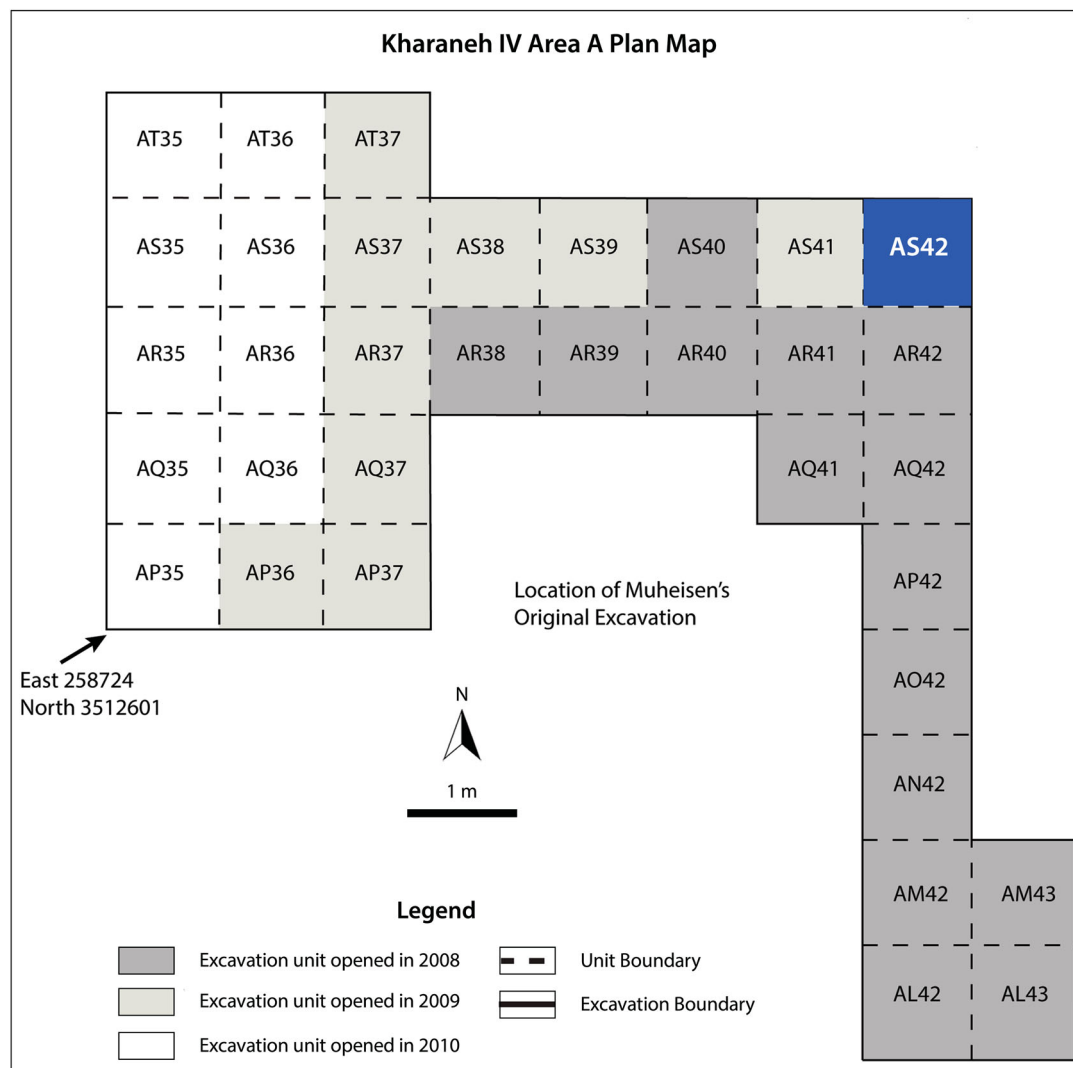 Kharaneh IV Area A Plan Map
AT35 AT36 AT37
AS35 AS36 AS37 AS38 AS39 AS40 AS41 AS42
AR35 AR36 AR37 AR38 AR39 AR40 AR41 AR42
AQ35 AQ36 AQ37 AQ41 AQ42
AP35 AP36 AP37 AP42
Location of Muheisen's
Original Excavation
East 258724
North 3512601
AO42
N
1 m
AN42
AM42 AM43
AL42 AL43
Legend
Excavation unit opened in 2008
Excavation unit opened in 2009
Excavation unit opened in 2010
Unit Boundary
Excavation Boundary